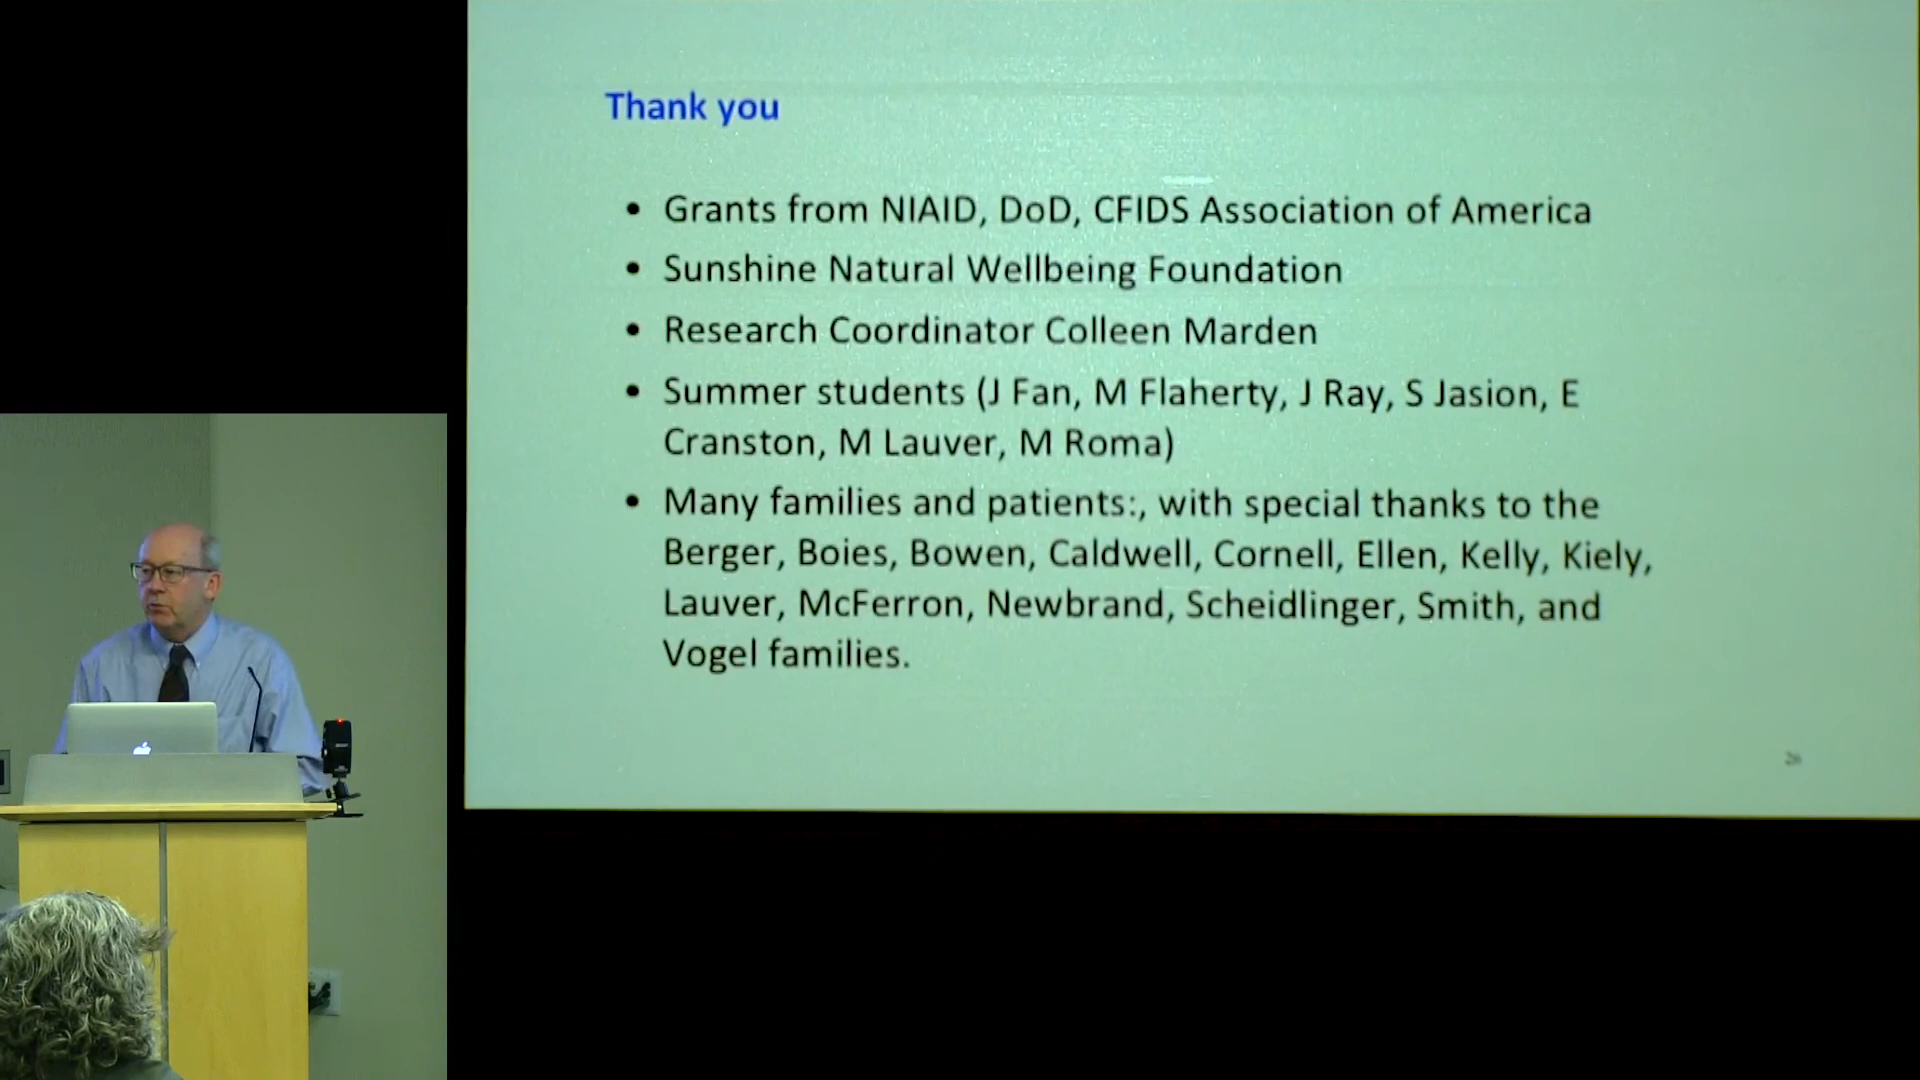 Thank you
• Grants from NIAID, DoD, CFIDS Association of America
• Sunshine Natural Wellbeing Foundation
• Research Coordinator Colleen Marden
• Summer students (J Fan, M Flaherty, J Ray, S Jasion, E
Cranston, M Lauver, M Roma)
• Many families and patients:, with special thanks to the
Berger, Boies, Bowen, Caldwell, Cornell, Ellen, Kelly, Kiely,
Lauver, McFerron, Newbrand, Scheidlinger, Smith, and
Vogel families.